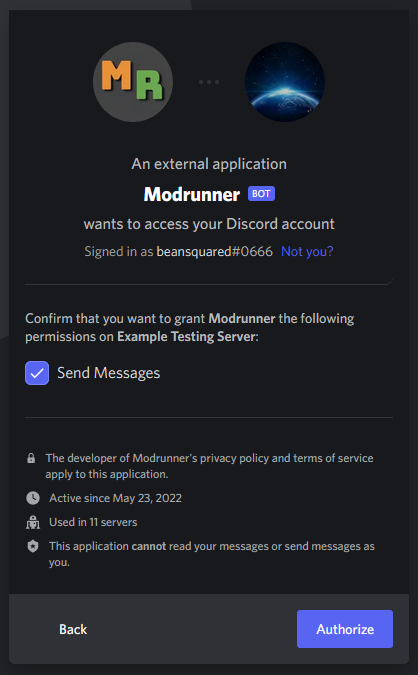 MR
An external application
Modrunner BOT
wants to access your Discord account
Signed in as beansquared#0666 Not you?
Confirm that you want to grant Modrunner the following
permissions on Example Testing Server:
Send Messages
The developer of Modrunner's privacy policy and terms of service
apply to this application.
Active since May 23, 2022
Used in 11 servers
This application cannot read your messages or send messages as
you.
Back
Authorize